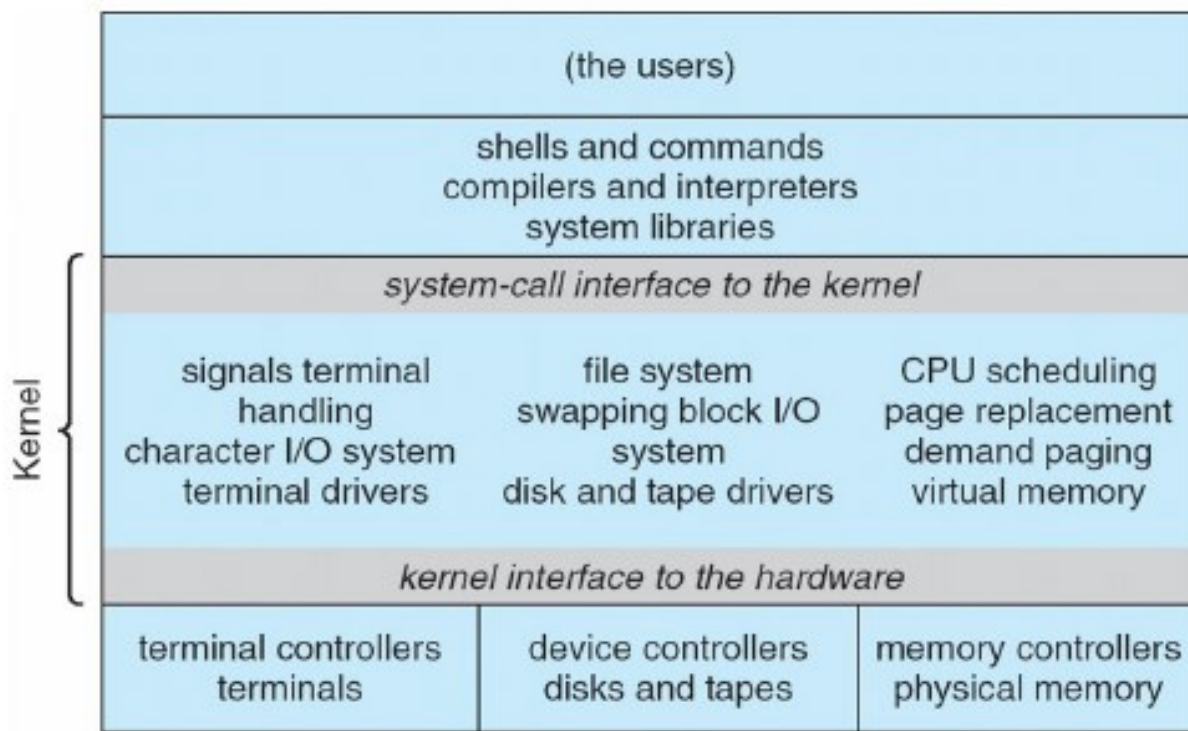 (the users)
shells and commands
compilers and interpreters
system libraries
Kernel
system-call interface to the kernel
signals terminal
handling
character I/O system
terminal drivers
file system
swapping block I/O
system
disk and tape drivers
CPU scheduling
page replacement
demand paging
virtual memory
kernel interface to the hardware
terminal controllers
terminals
device controllers
disks and tapes
memory controllers
physical memory